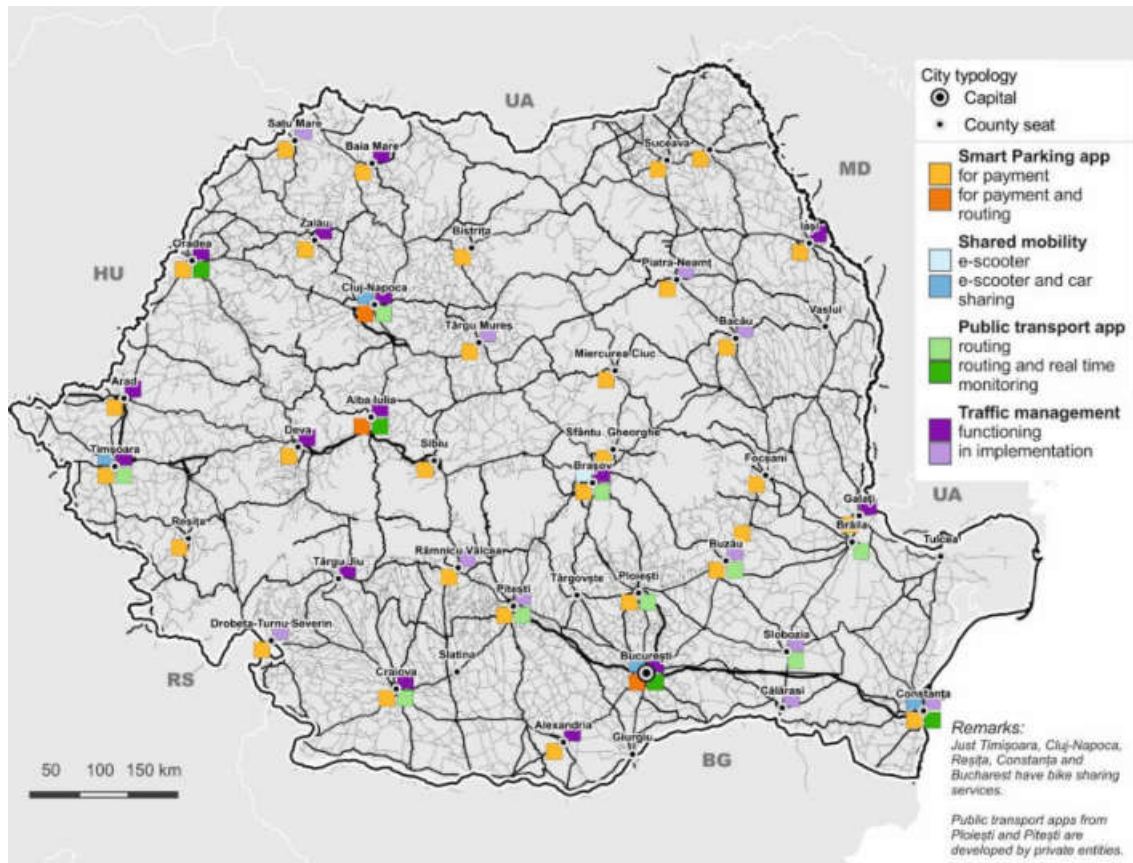 UA
Satu Mare
Baia Mare
Suceava
MD
Zalău
Bistrița
Iași
Oradea
HU
Piatra-Neamț
Cluj-Napoca
Vaslui
Târgu Mureș
Bacău
Miercurea Ciuc
Arad
Alba Iulia
Deva
Sibiu
Sfântu Gheorghe
Timșoara
Focșani
Brașov
Galați
UA
Brăila
Reșița
Tulcea
Râmnicu Vâlcea
Buzău
Târgu Jiu
Târgovște
Ploiești
Pitești
Drobeta-Turnu-Severin
Slobozia
Slatina
București
RS
Craiova
Călărași
Constanța
Alexandria
Giurgiu
BG
50 100 150 km
City typology
Capital
County seat
Smart Parking app
for payment
for payment and
routing
Shared mobility
e-scooter
e-scooter and car
sharing
Public transport app
routing
routing and real time
monitoring
Traffic management
functioning
in implementation
Remarks:
Just Timișoara, Cluj-Napoca,
Reșița, Constanța and
Bucharest have bike sharing
services.
Public transport apps from
Ploiești and Pitești are
developed by private entities.